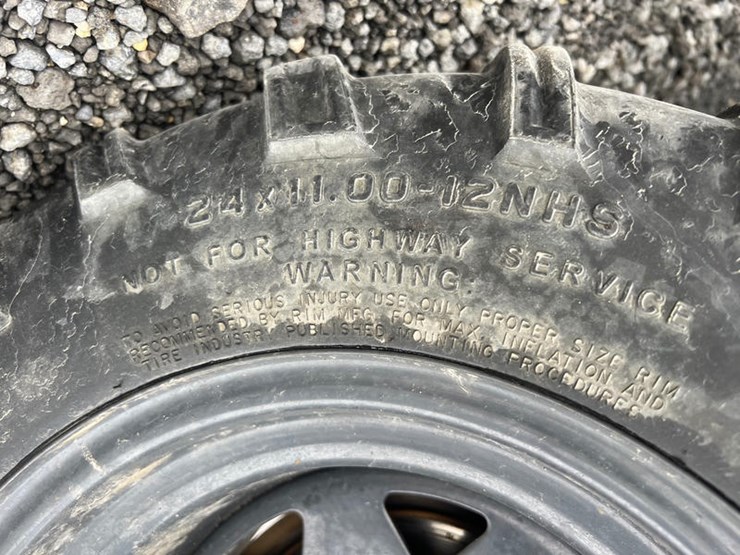 24x11.00-12NHS
NOT FOR HIGHWAY SERVICE
WARNING:
TO AVOID SERIOUS INJURY USE ONLY PROPER SIZE RIM
RECOMMENDED BY RIM MFG. FOR MAX. INFLATION AND
TIRE INDUSTRY PUBLISHED MOUNTING PROCEDURES